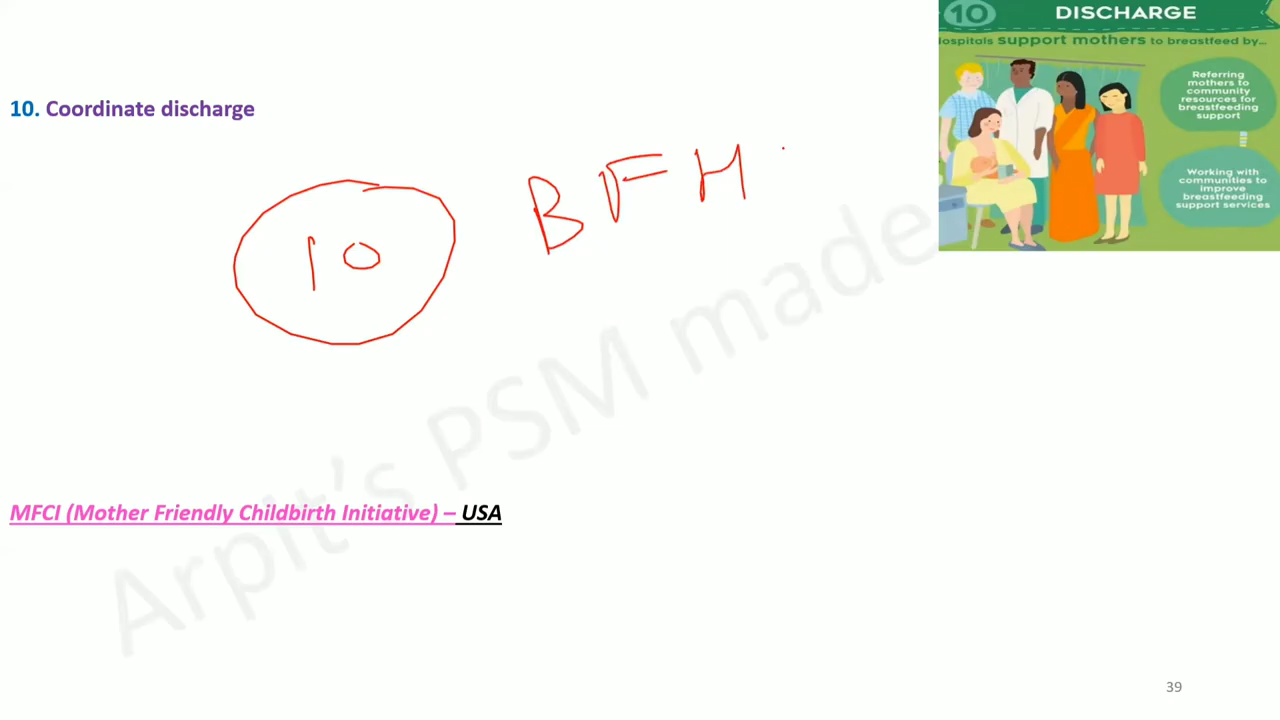 10 DISCHARGE
ospitals support mothers to breastfeed by...
Referring
mothers to
community
resources for
breastfeeding
support
Working with
communities to
improve
breastfeeding
support services
10. Coordinate discharge
10
BFH
Arpit's PSM made
MFCI (Mother Friendly Childbirth Initiative) – USA
39